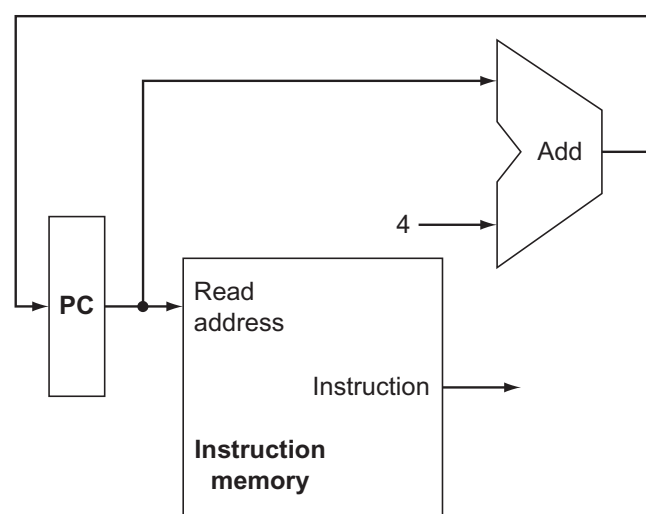 Add
4
PC
Read
address
Instruction
Instruction
memory